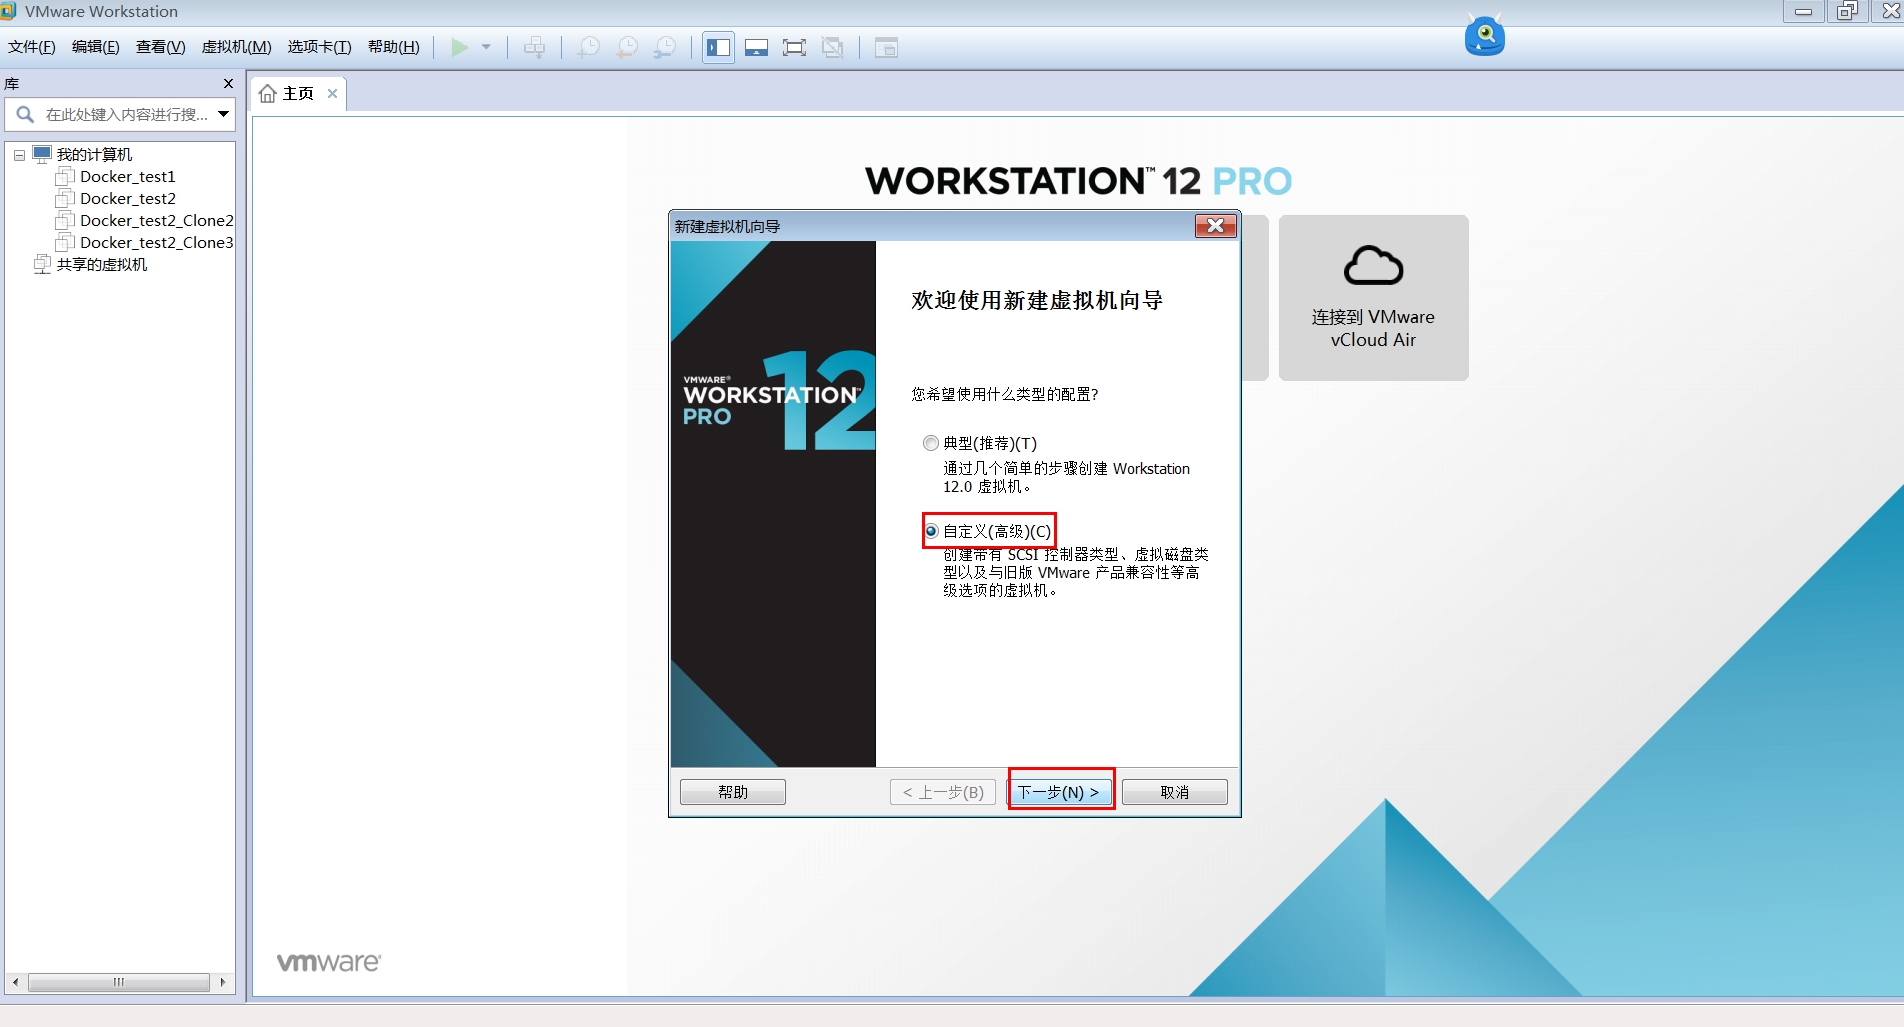 VMware Workstation
文件(F) 编辑(E) 查看(V) 虚拟机(M) 选项卡(T) 帮助(H)
库
在此处键入内容进行搜...
我的计算机
Docker_test1
Docker_test2
Docker_test2_Clone2
Docker_test2_Clone3
共享的虚拟机
主页
WORKSTATION™ 12 PRO
连接到 VMware
vCloud Air
新建虚拟机向导
VMWARE®
WORKSTATION™
PRO
12
欢迎使用新建虚拟机向导
您希望使用什么类型的配置?
典型(推荐)(T)
通过几个简单的步骤创建 Workstation
12.0 虚拟机。
自定义(高级)(C)
创建带有 SCSI 控制器类型、虚拟磁盘类
型以及与旧版 VMware 产品兼容性等高
级选项的虚拟机。
帮助
< 上一步(B)
下一步(N) >
取消
vmware®